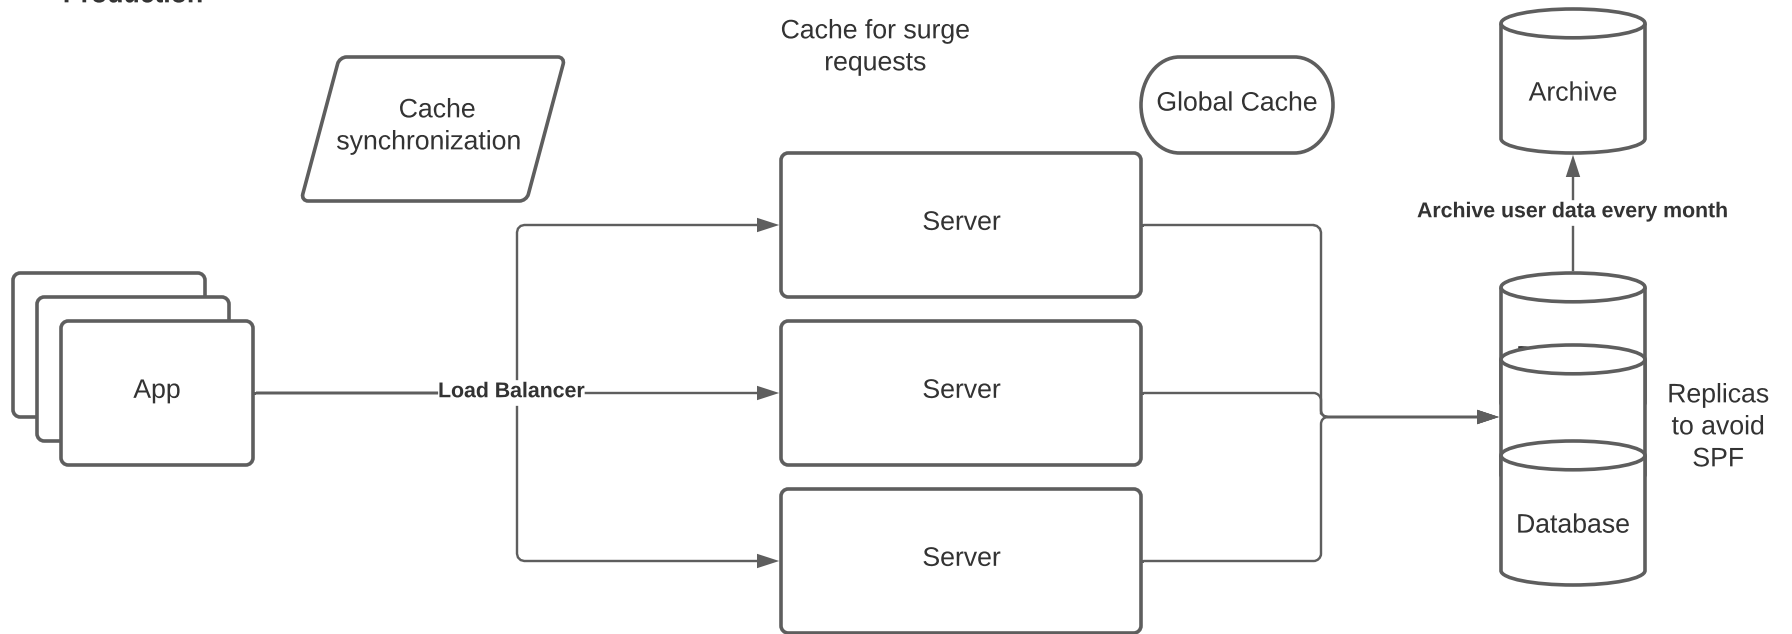 Production
Cache for surge
requests
Cache
synchronization
Global Cache
Archive
Archive user data every month
Server
App
Load Balancer
Server
Server
Replicas
to avoid
SPF
Database